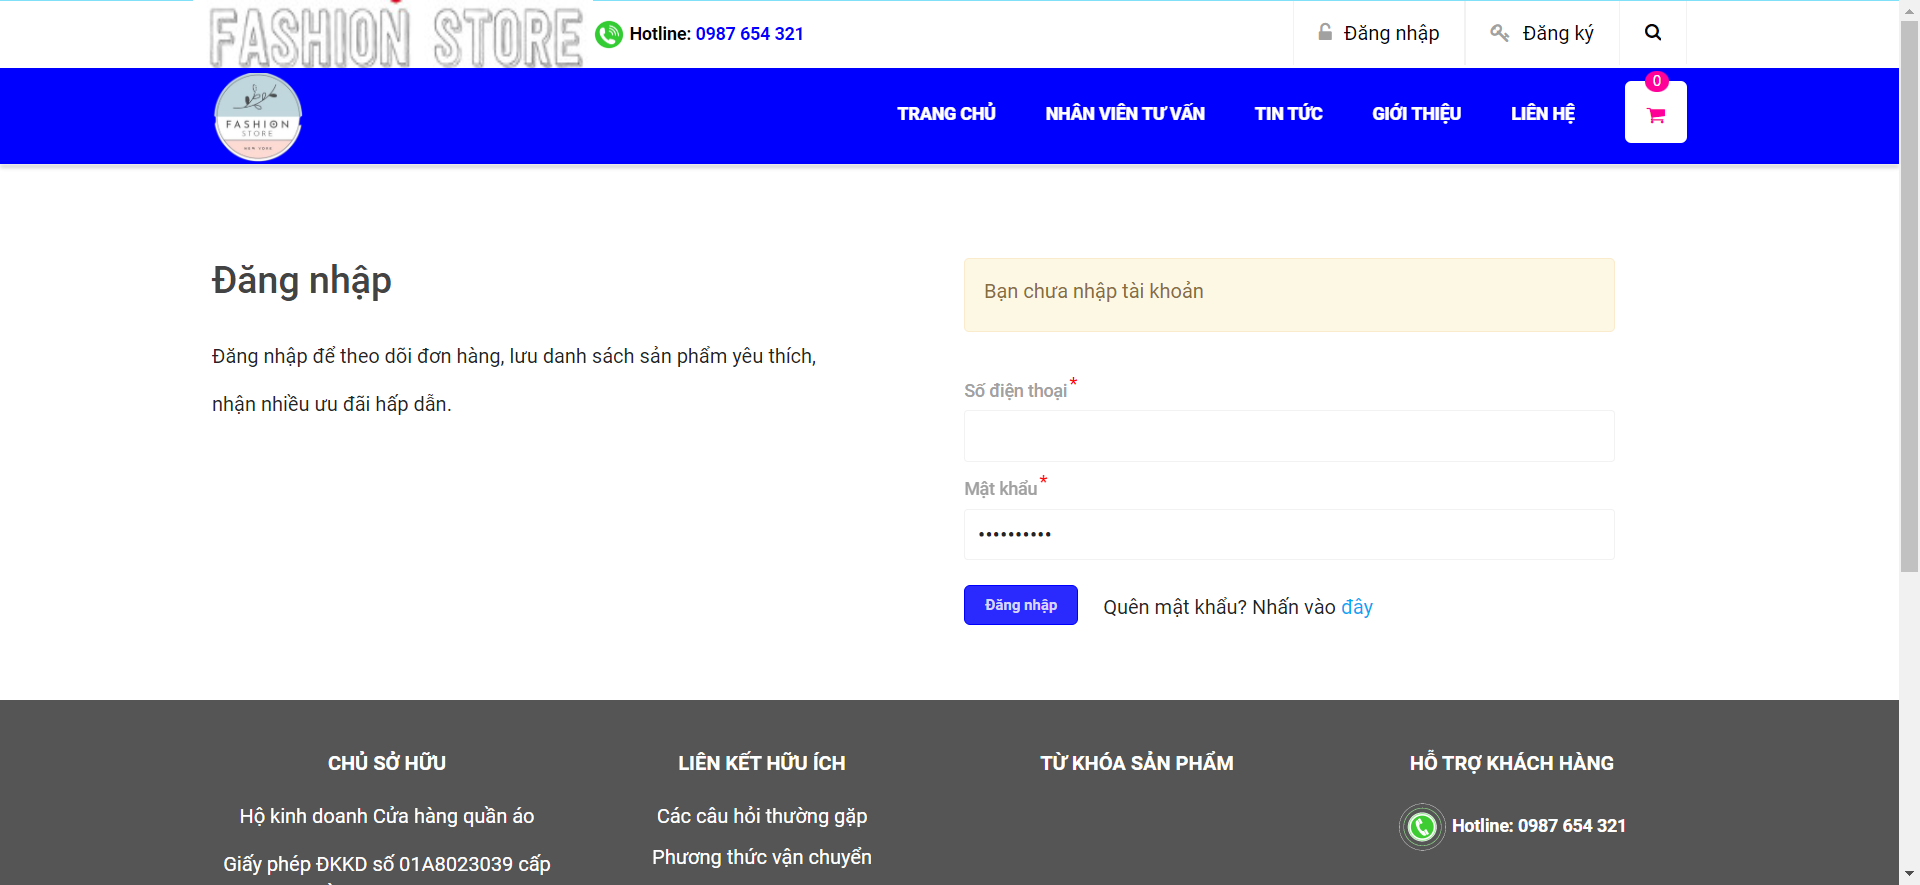 FASHION STORE
Hotline: 0987 654 321
Đăng nhập
Đăng ký
FASHION
STORE
NEW YORK
TRANG CHỦ
NHÂN VIÊN TƯ VẤN
TIN TỨC
GIỚI THIỆU
LIÊN HỆ
0
Đăng nhập
Đăng nhập để theo dõi đơn hàng, lưu danh sách sản phẩm yêu thích,
nhận nhiều ưu đãi hấp dẫn.
Bạn chưa nhập tài khoản
Số điện thoại*
Mật khẩu*
••••••••••
Đăng nhập
Quên mật khẩu? Nhấn vào đây
CHỦ SỞ HỮU
Hộ kinh doanh Cửa hàng quần áo
Giấy phép ĐKKD số 01A8023039 cấp
LIÊN KẾT HỮU ÍCH
Các câu hỏi thường gặp
Phương thức vận chuyển
TỪ KHÓA SẢN PHẨM
HỖ TRỢ KHÁCH HÀNG
Hotline: 0987 654 321